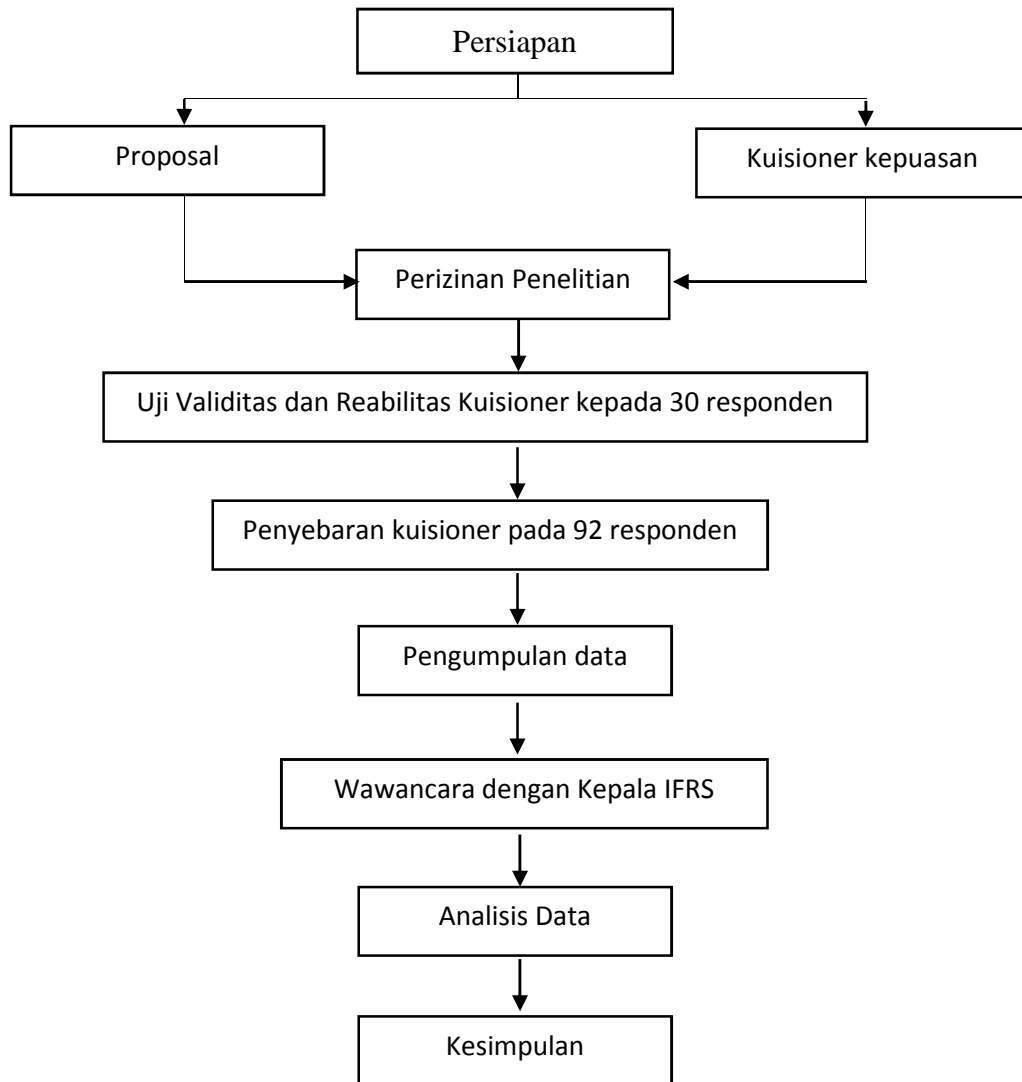 Persiapan
Proposal
Kuisioner kepuasan
Perizinan Penelitian
Uji Validitas dan Reabilitas Kuisioner kepada 30 responden
Penyebaran kuisioner pada 92 responden
Pengumpulan data
Wawancara dengan Kepala IFRS
Analisis Data
Kesimpulan